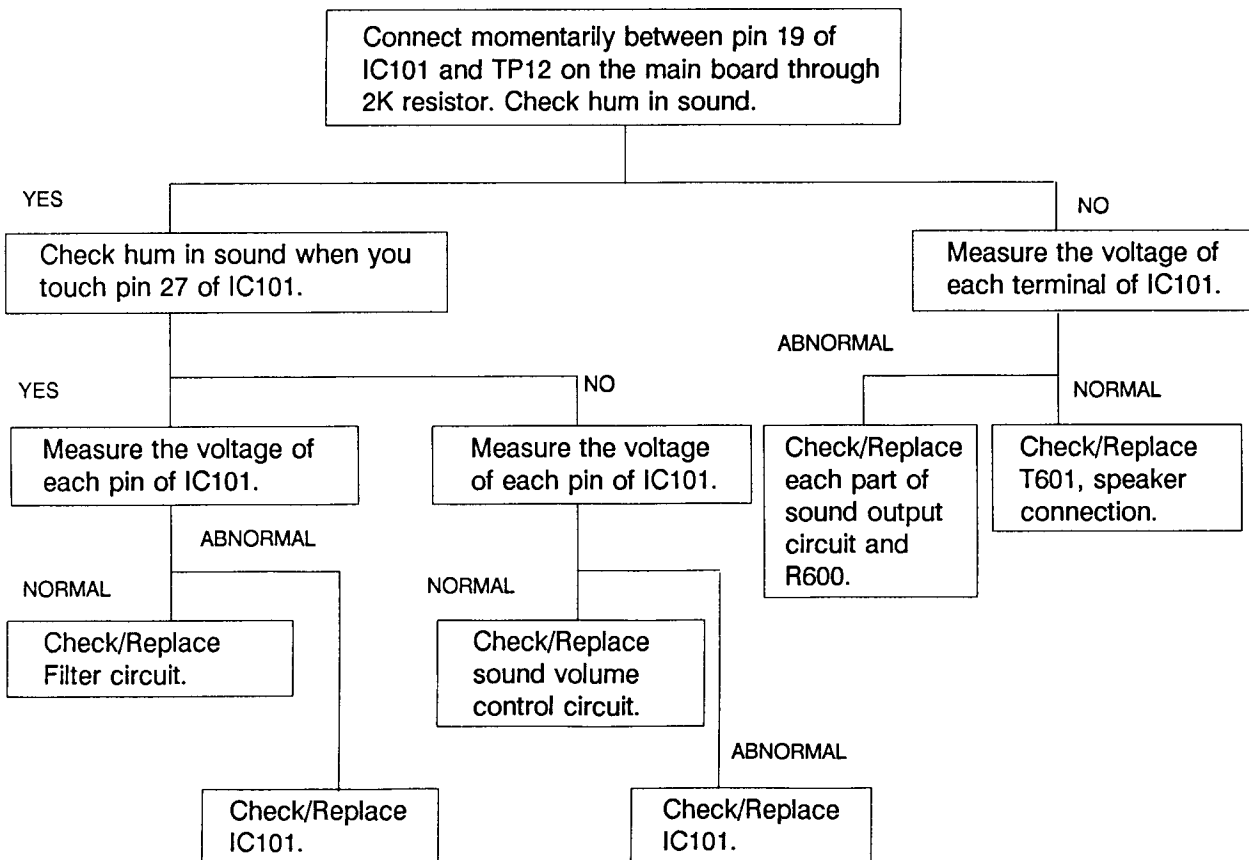 Connect momentarily between pin 19 of
IC101 and TP12 on the main board through
2K resistor. Check hum in sound.
YES
NO
Check hum in sound when you
touch pin 27 of IC101.
Measure the voltage of
each terminal of IC101.
ABNORMAL
YES
NO
NORMAL
Measure the voltage of
each pin of IC101.
Measure the voltage
of each pin of IC101.
Check/Replace
each part of
sound output
circuit and
R600.
Check/Replace
T601, speaker
connection.
ABNORMAL
NORMAL
NORMAL
Check/Replace
Filter circuit.
Check/Replace
sound volume
control circuit.
ABNORMAL
Check/Replace
IC101.
Check/Replace
IC101.